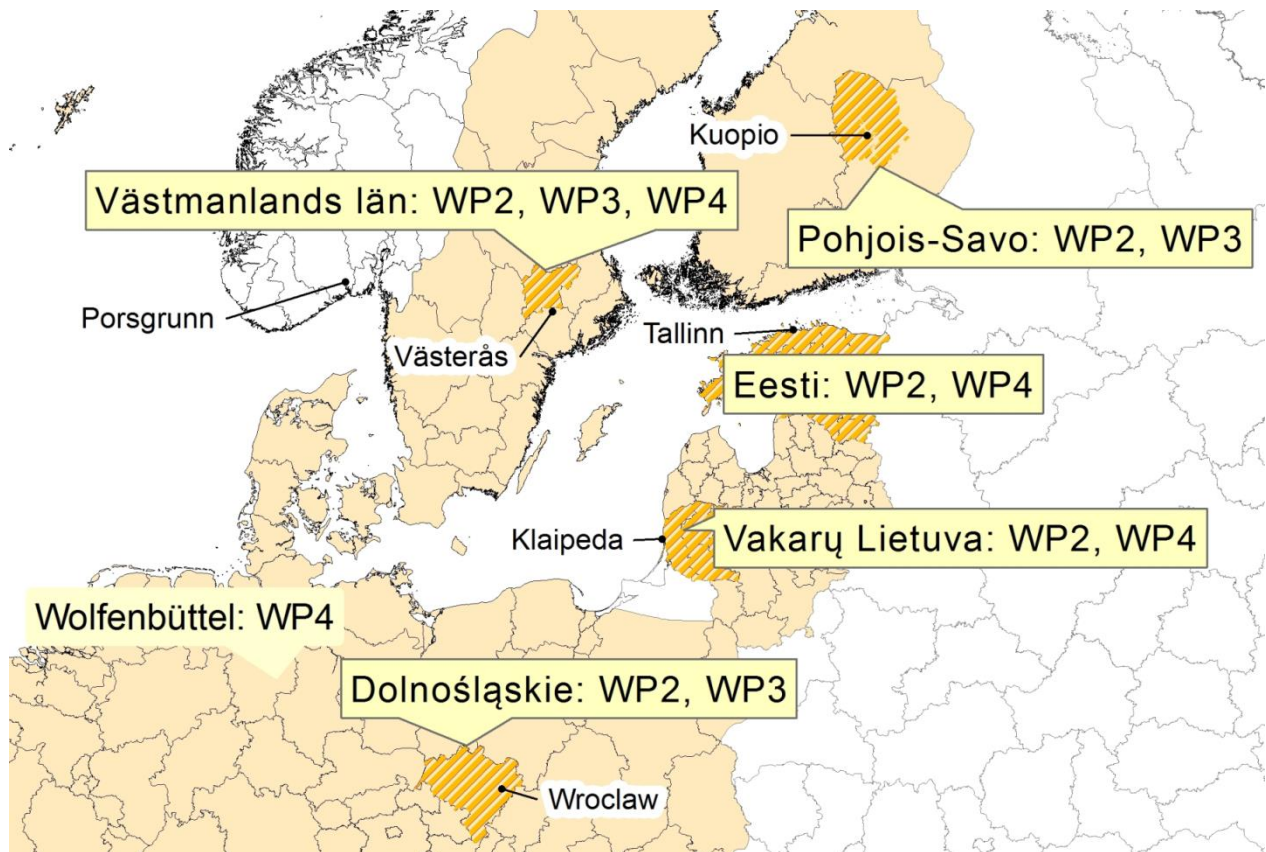 Kuopio
Västmanlands län: WP2, WP3, WP4
Pohjois-Savo: WP2, WP3
Porsgrunn
Västerås
Tallinn
Eesti: WP2, WP4
Klaipeda
Vakarų Lietuva: WP2, WP4
Wolfenbüttel: WP4
Dolnośląskie: WP2, WP3
Wroclaw